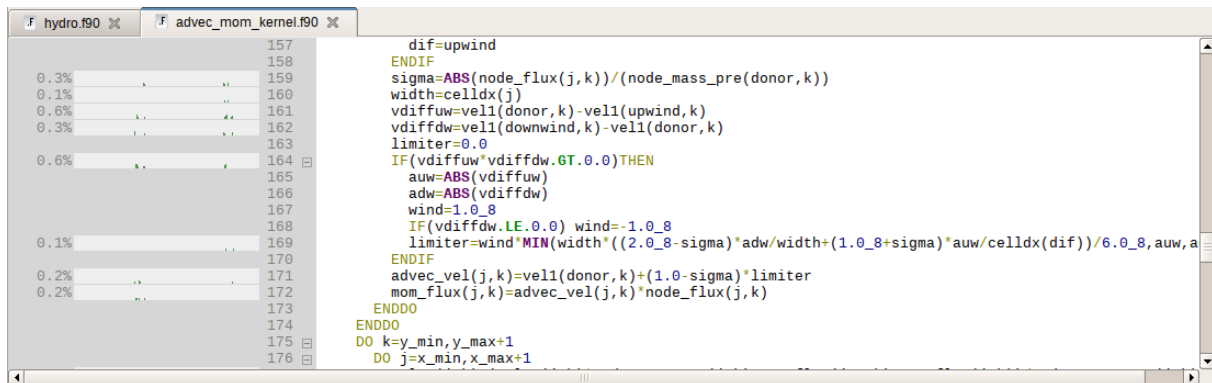 hydro.f90 advec_mom_kernel.f90
157 dif=upwind
158 ENDIF
0.3% 159 sigma=ABS(node_flux(j,k))/(node_mass_pre(donor,k))
0.1% 160 width=celldx(j)
0.6% 161 vdiffuw=vel1(donor,k)-vel1(upwind,k)
0.3% 162 vdiffdw=vel1(downwind,k)-vel1(donor,k)
163 limiter=0.0
0.6% 164 IF(vdiffuw*vdiffdw.GT.0.0)THEN
165 auw=ABS(vdiffuw)
166 adw=ABS(vdiffdw)
167 wind=1.0_8
168 IF(vdiffdw.LE.0.0) wind=-1.0_8
0.1% 169 limiter=wind*MIN(width*((2.0_8-sigma)*adw/width+(1.0_8+sigma)*auw/celldx(dif))/6.0_8,auw,a
170 ENDIF
0.2% 171 advec_vel(j,k)=vel1(donor,k)+(1.0-sigma)*limiter
0.2% 172 mom_flux(j,k)=advec_vel(j,k)*node_flux(j,k)
173 ENDDO
174 ENDDO
175 DO k=y_min,y_max+1
176 DO j=x_min,x_max+1